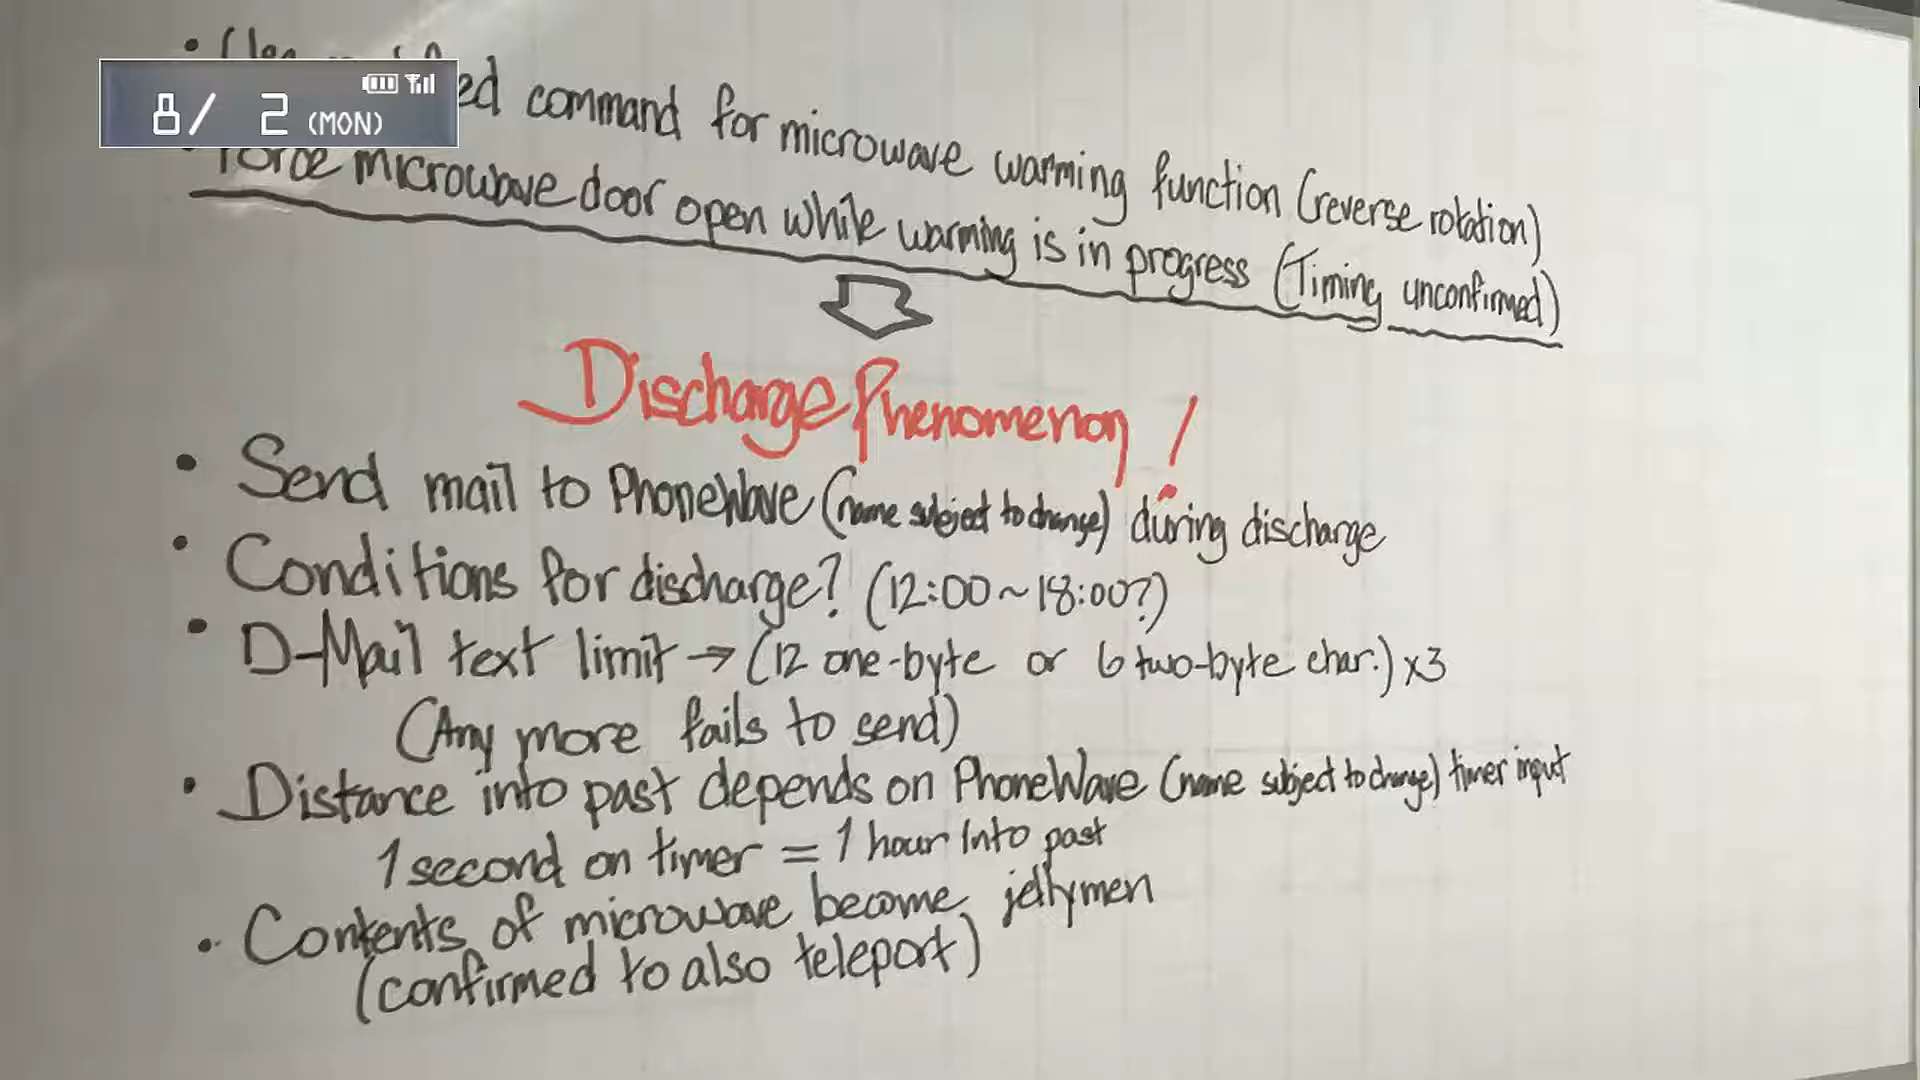 8/ 2 (MON)
command for microwave warming function (reverse rotation)
Force microwave door open while warming is in progress (Timing unconfirmed)
Discharge Phenomenon!
• Send mail to PhoneWave (name subject to change) during discharge
• Conditions for discharge? (12:00~18:00?)
• D-Mail text limit → (12 one-byte or 6 two-byte char.) x3
(Any more fails to send)
• Distance into past depends on PhoneWave (name subject to change) timer input
1 second on timer = 1 hour into past
• Contents of microwave become jellymen
(confirmed to also teleport)